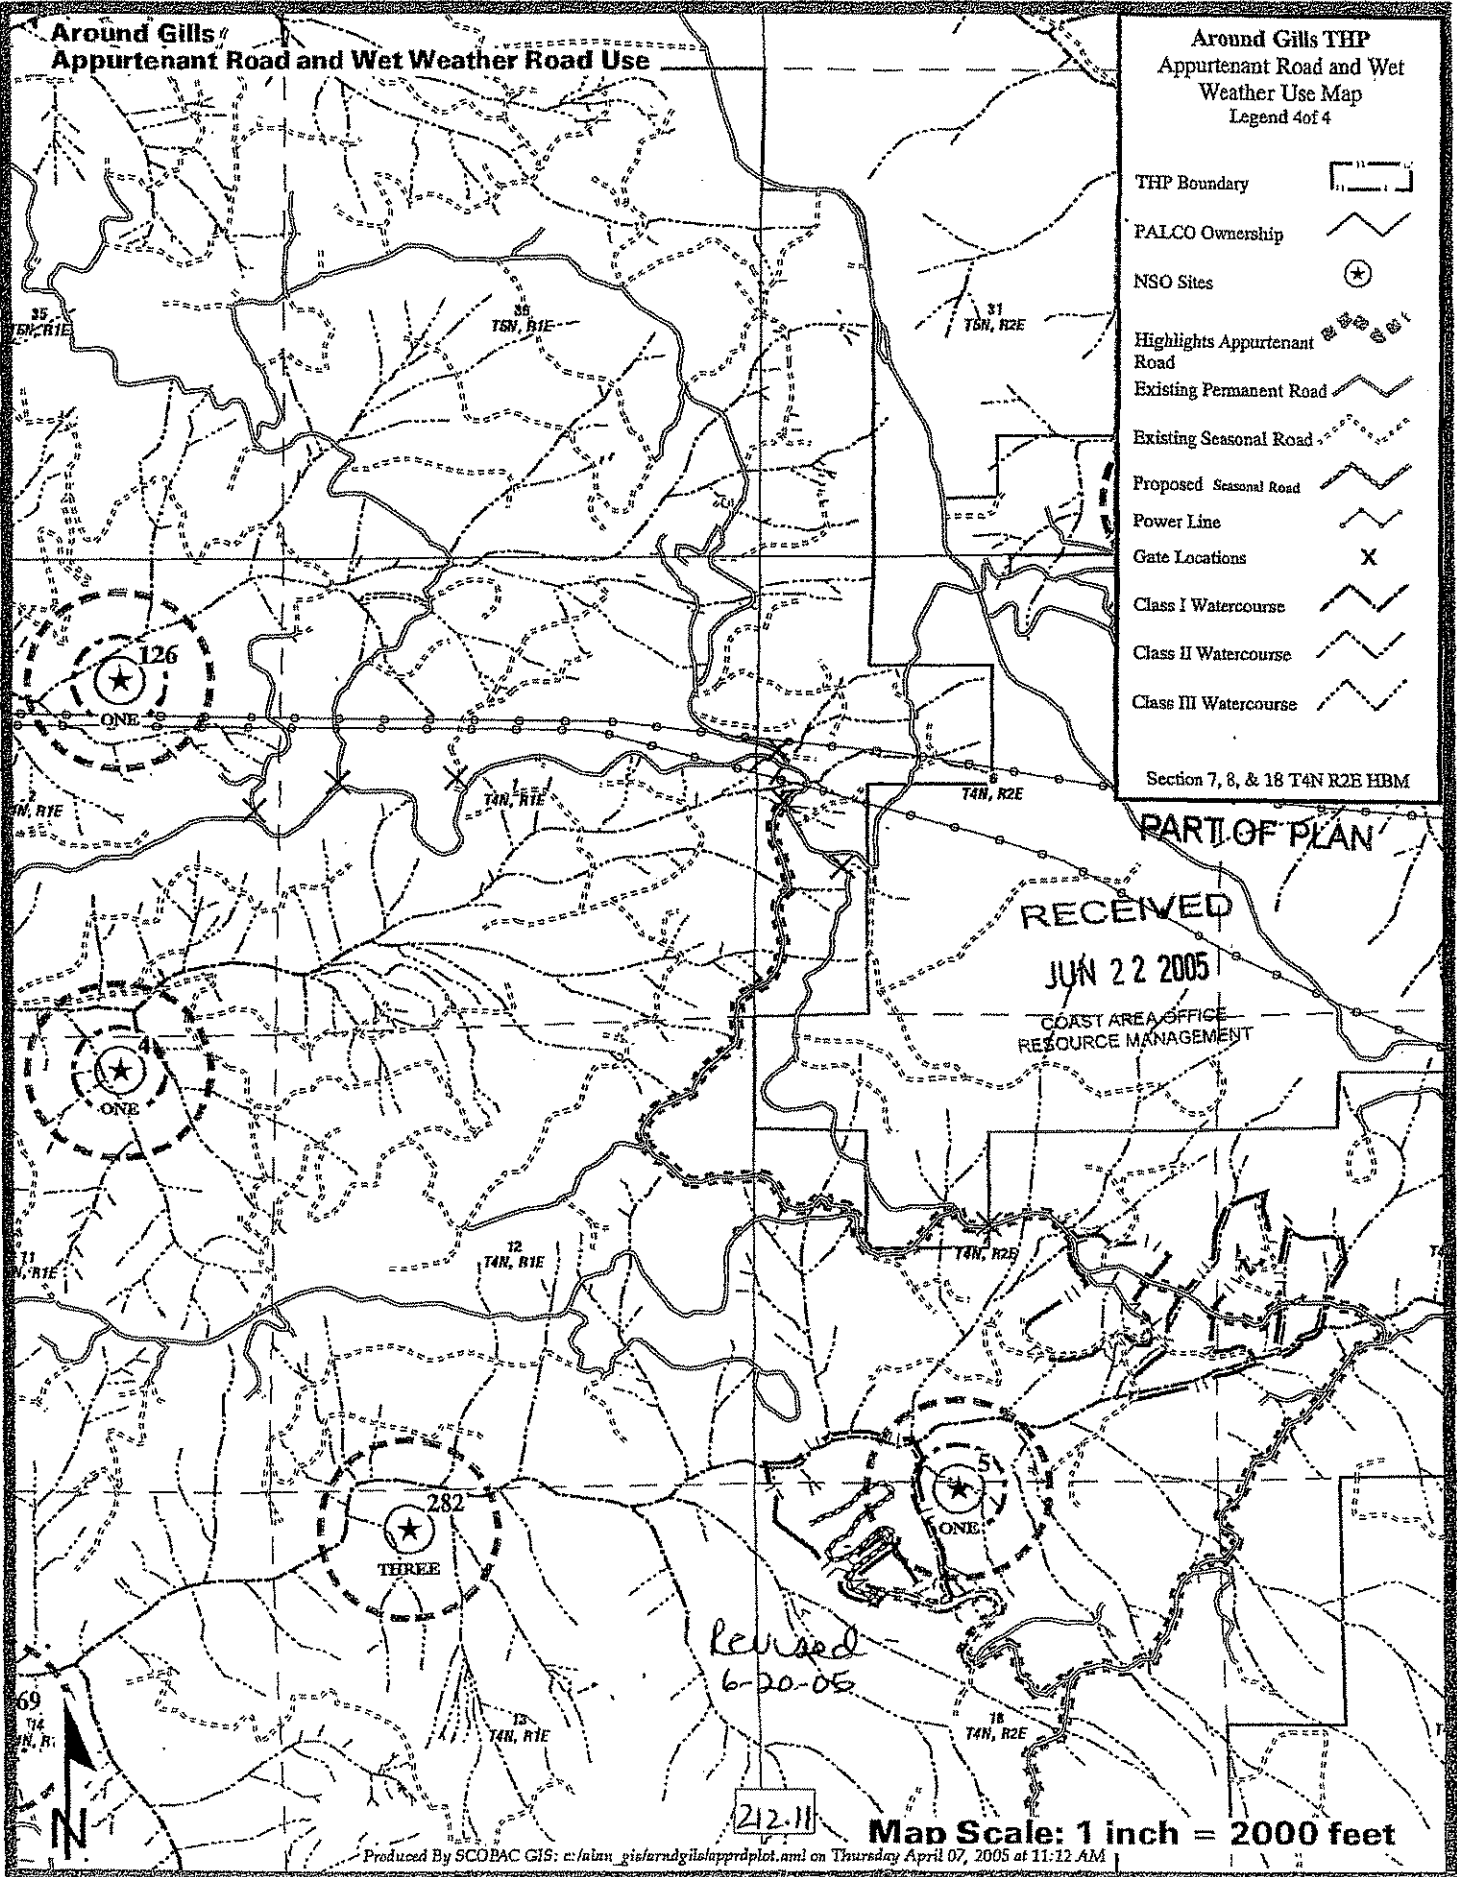 Around Gills
Appurtenant Road and Wet Weather Road Use
Around Gills THP
Appurtenant Road and Wet
Weather Use Map
Legend 4of 4
THP Boundary
PALCO Ownership
NSO Sites
Highlights Appurtenant
Road
Existing Permanent Road
Existing Seasonal Road
Proposed Seasonal Road
Power Line
Gate Locations
X
Class I Watercourse
Class II Watercourse
Class III Watercourse
Section 7, 8, & 18 T4N R2E HBM
35
T5N, R1E
36
T5N, R1E
31
T5N, R2E
126
ONE
1
T4N, R1E
N, R1E
6
T4N, R2E
PART OF PLAN
RECEIVED
JUN 22 2005
COAST AREA OFFICE
RESOURCE MANAGEMENT
4
ONE
11
N, R1E
12
T4N, R1E
T4N, R2E
282
THREE
5
ONE
Revised
6-20-05
69
14
13
T4N, R1E
18
T4N, R2E
N
212.11
Map Scale: 1 inch = 2000 feet
Produced By SCOPAC GIS: c:/alan_gis/arndgils/apprdplot.aml on Thursday April 07, 2005 at 11:12 AM